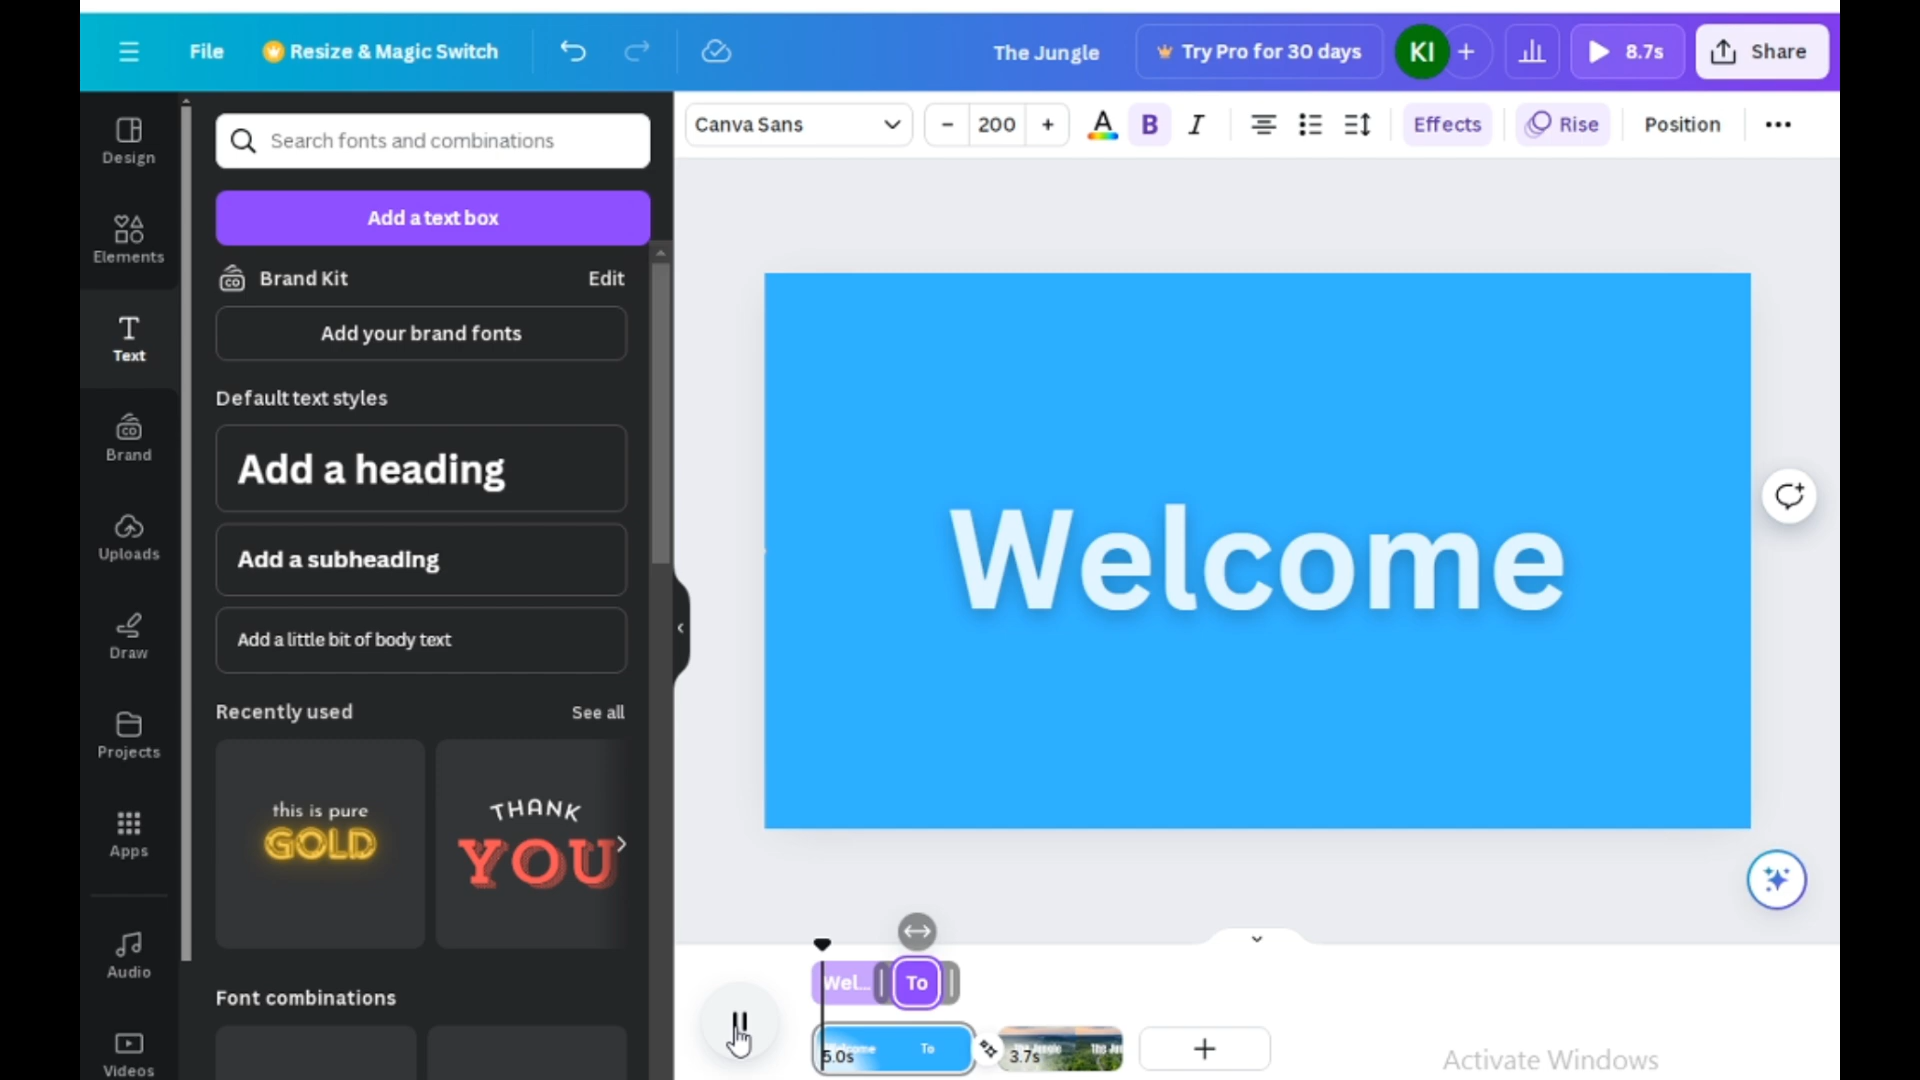 File
Resize & Magic Switch
The Jungle
Try Pro for 30 days
KI
8.7s
Share
Design
Elements
Text
Brand
Uploads
Draw
Projects
Apps
Audio
Videos
Search fonts and combinations
Add a text box
Brand Kit
Edit
Add your brand fonts
Default text styles
Add a heading
Add a subheading
Add a little bit of body text
Recently used
See all
this is pure
GOLD
THANK
YOU
Font combinations
Canva Sans
200
A
B
I
Effects
Rise
Position
Welcome
Wel...
To
5.0s
To
3.7s
Activate Windows